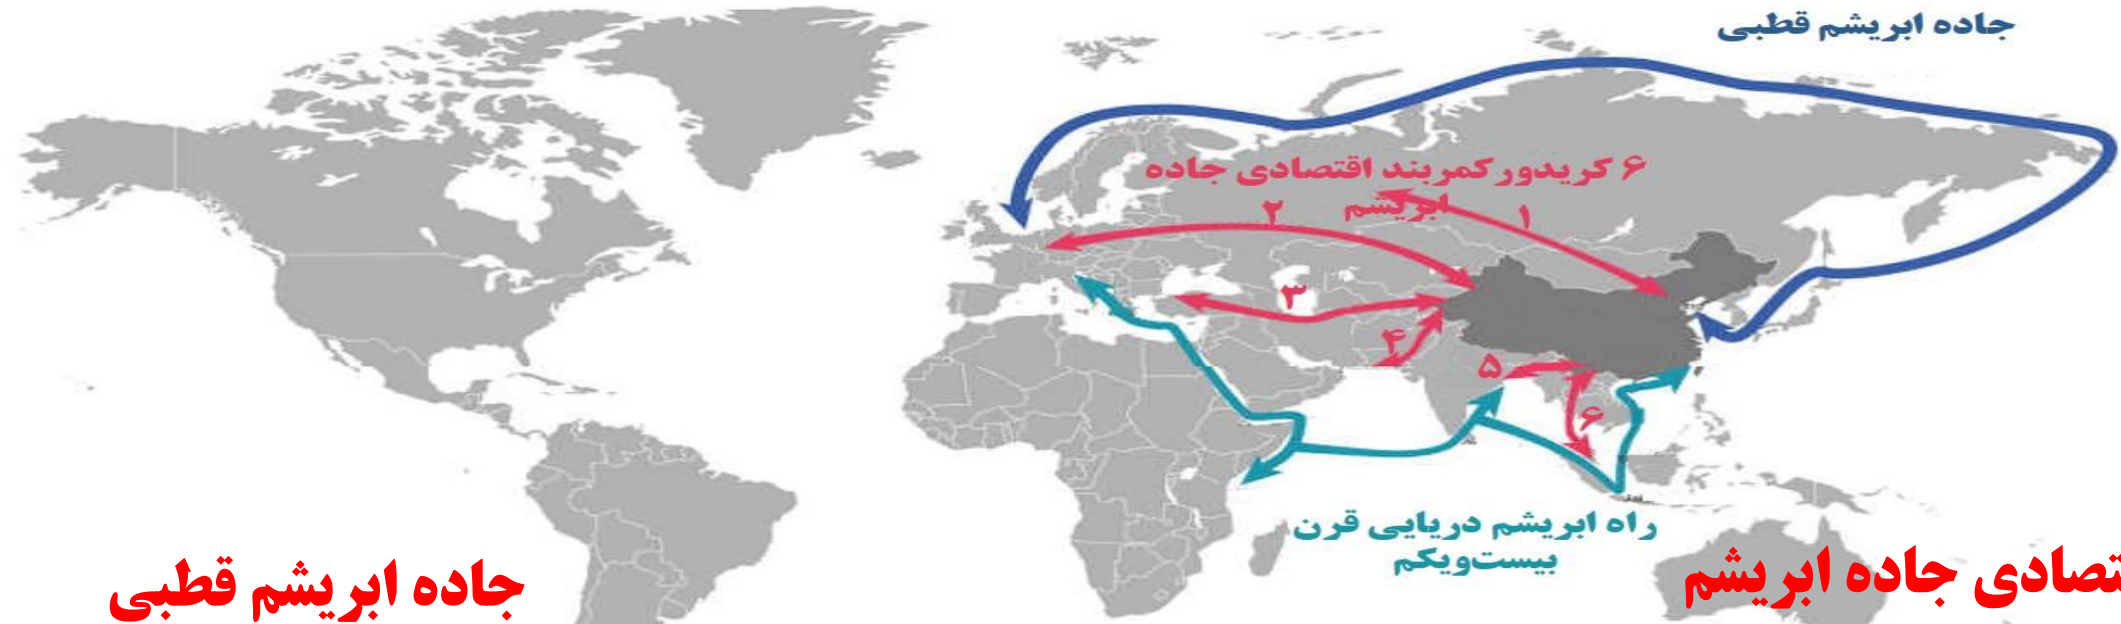 جاده ابریشم قطبی
۶ کریدور کمربند اقتصادی جاده
ابریشم
۱
۲
۳
۴
۵
۶
راه ابریشم دریایی قرن
بیست‌ویکم
جاده ابریشم
جاده ابریشم قطبی